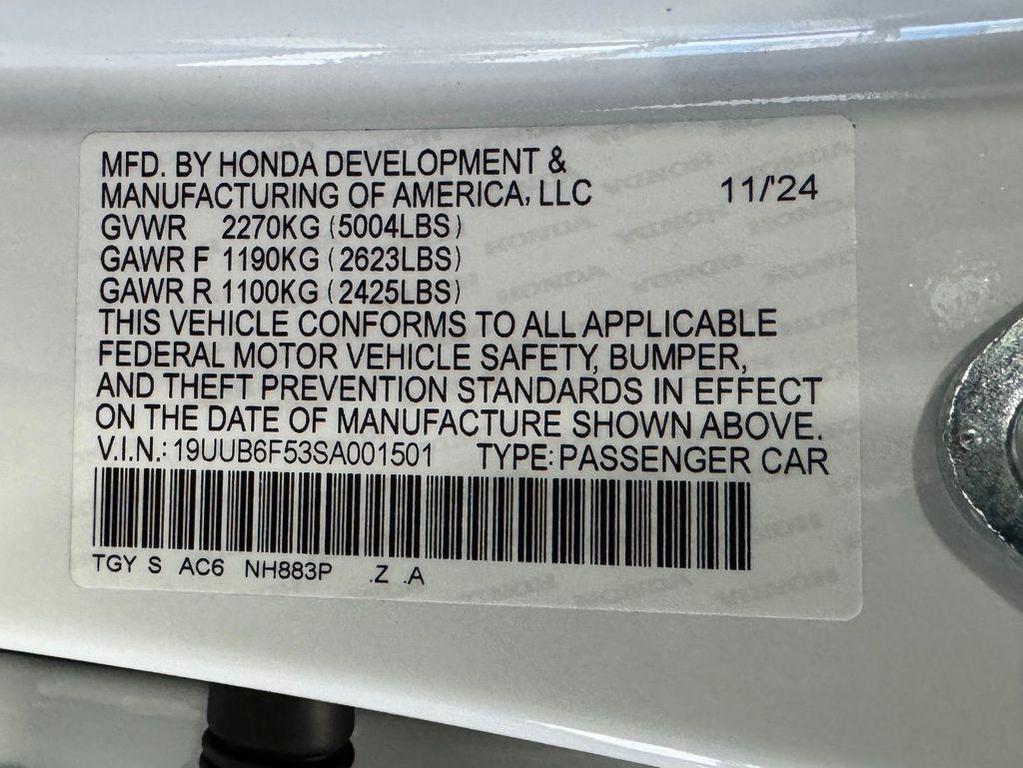 MFD. BY HONDA DEVELOPMENT &
MANUFACTURING OF AMERICA, LLC 11/'24
GVWR 2270KG (5004LBS)
GAWR F 1190KG (2623LBS)
GAWR R 1100KG (2425LBS)
THIS VEHICLE CONFORMS TO ALL APPLICABLE
FEDERAL MOTOR VEHICLE SAFETY, BUMPER,
AND THEFT PREVENTION STANDARDS IN EFFECT
ON THE DATE OF MANUFACTURE SHOWN ABOVE.
V.I.N.: 19UUB6F53SA001501 TYPE: PASSENGER CAR
TGY S AC6 NH883P .Z .A